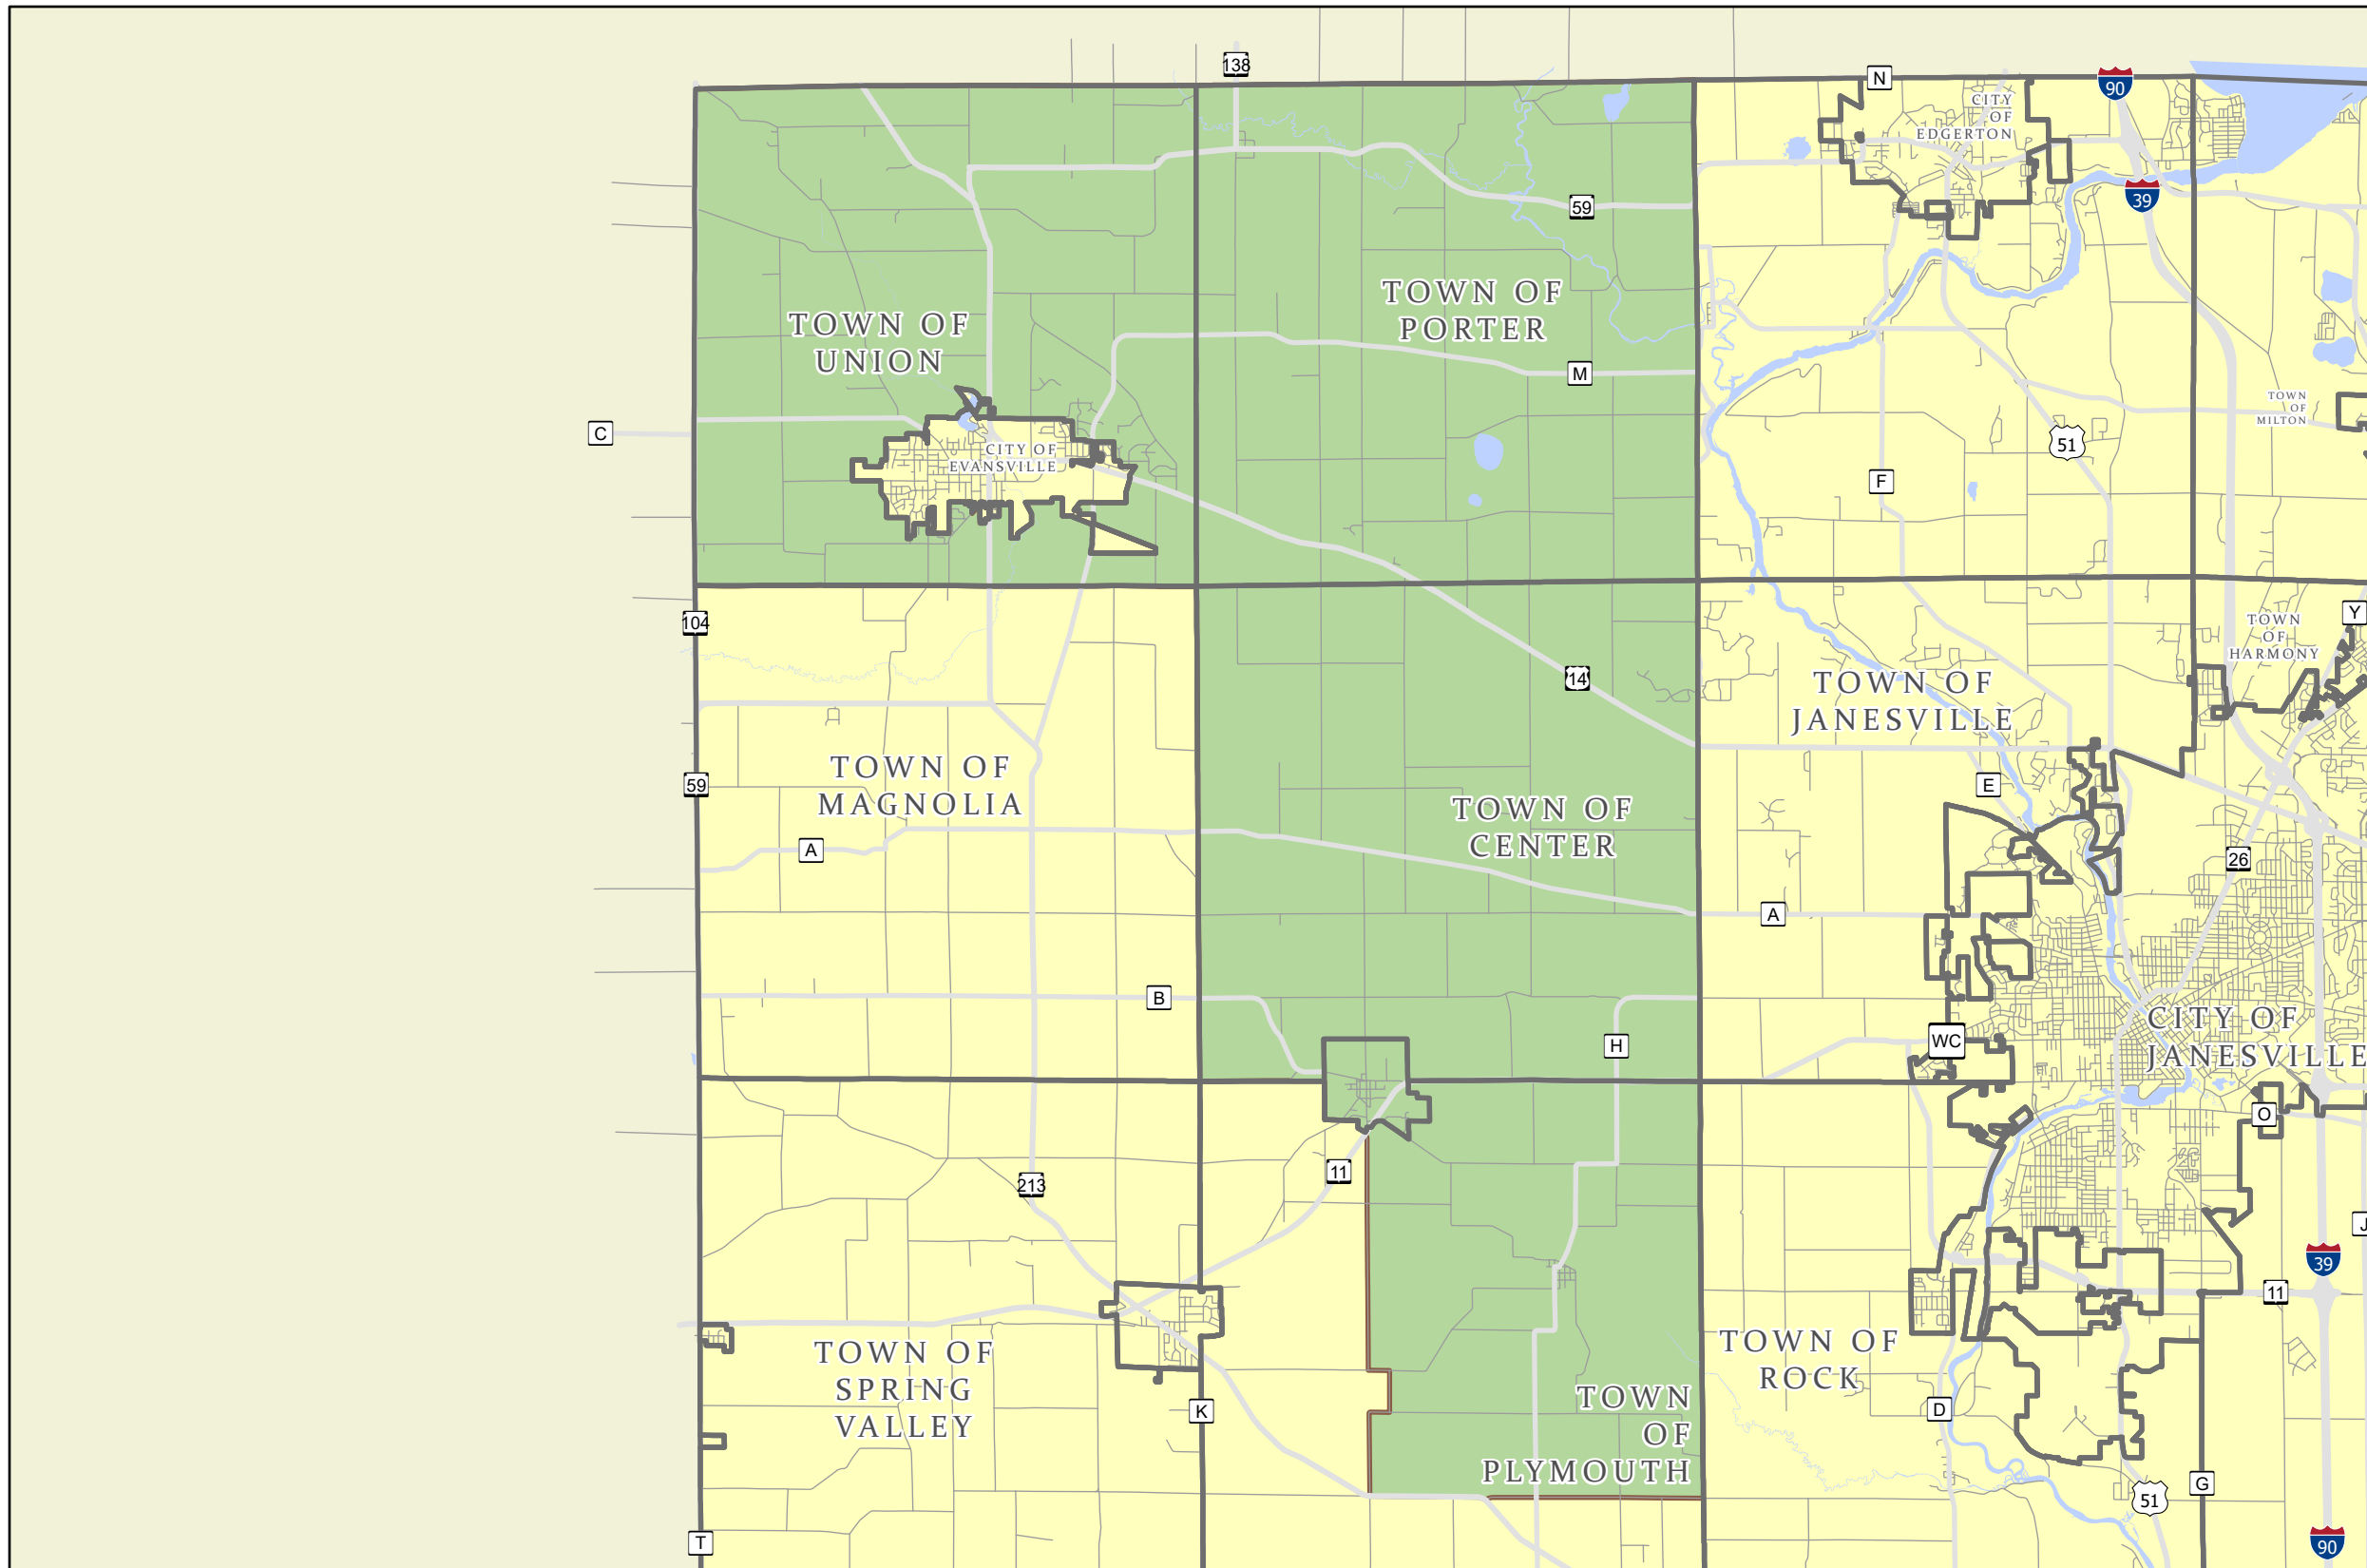 138
N
90
CITY
OF
EDGERTON
39
59
TOWN OF
PORTER
TOWN OF
UNION
M
TOWN
OF
MILTON
C
51
CITY OF
EVANSVILLE
F
104
Y
TOWN
OF
HARMONY
14
TOWN OF
JANESVILLE
59
TOWN OF
MAGNOLIA
E
TOWN OF
CENTER
A
26
A
B
CITY OF
JANESVILLE
H
WC
O
11
213
J
39
11
TOWN OF
SPRING
VALLEY
TOWN OF
ROCK
K
TOWN
OF
PLYMOUTH
D
G
51
T
90